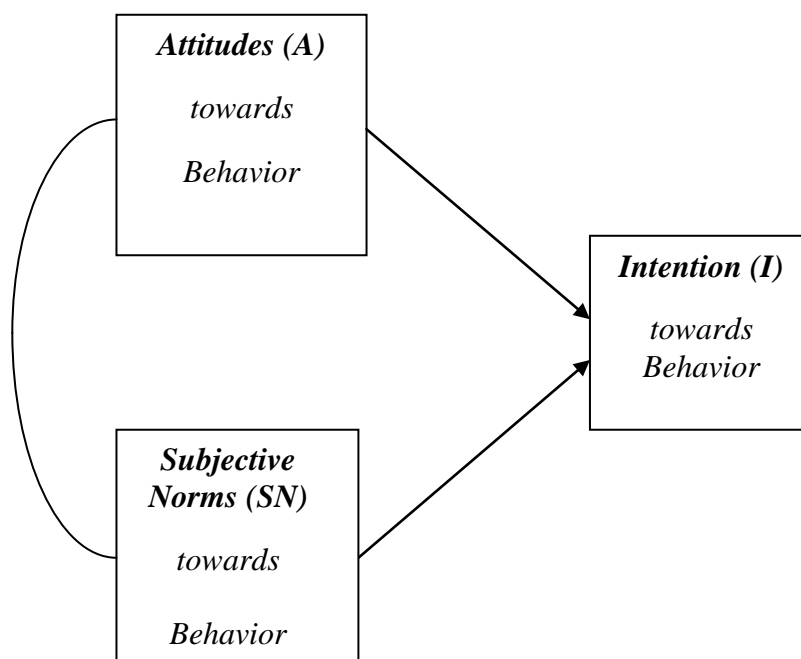 Attitudes (A)
towards
Behavior
Intention (I)
towards
Behavior
Subjective
Norms (SN)
towards
Behavior